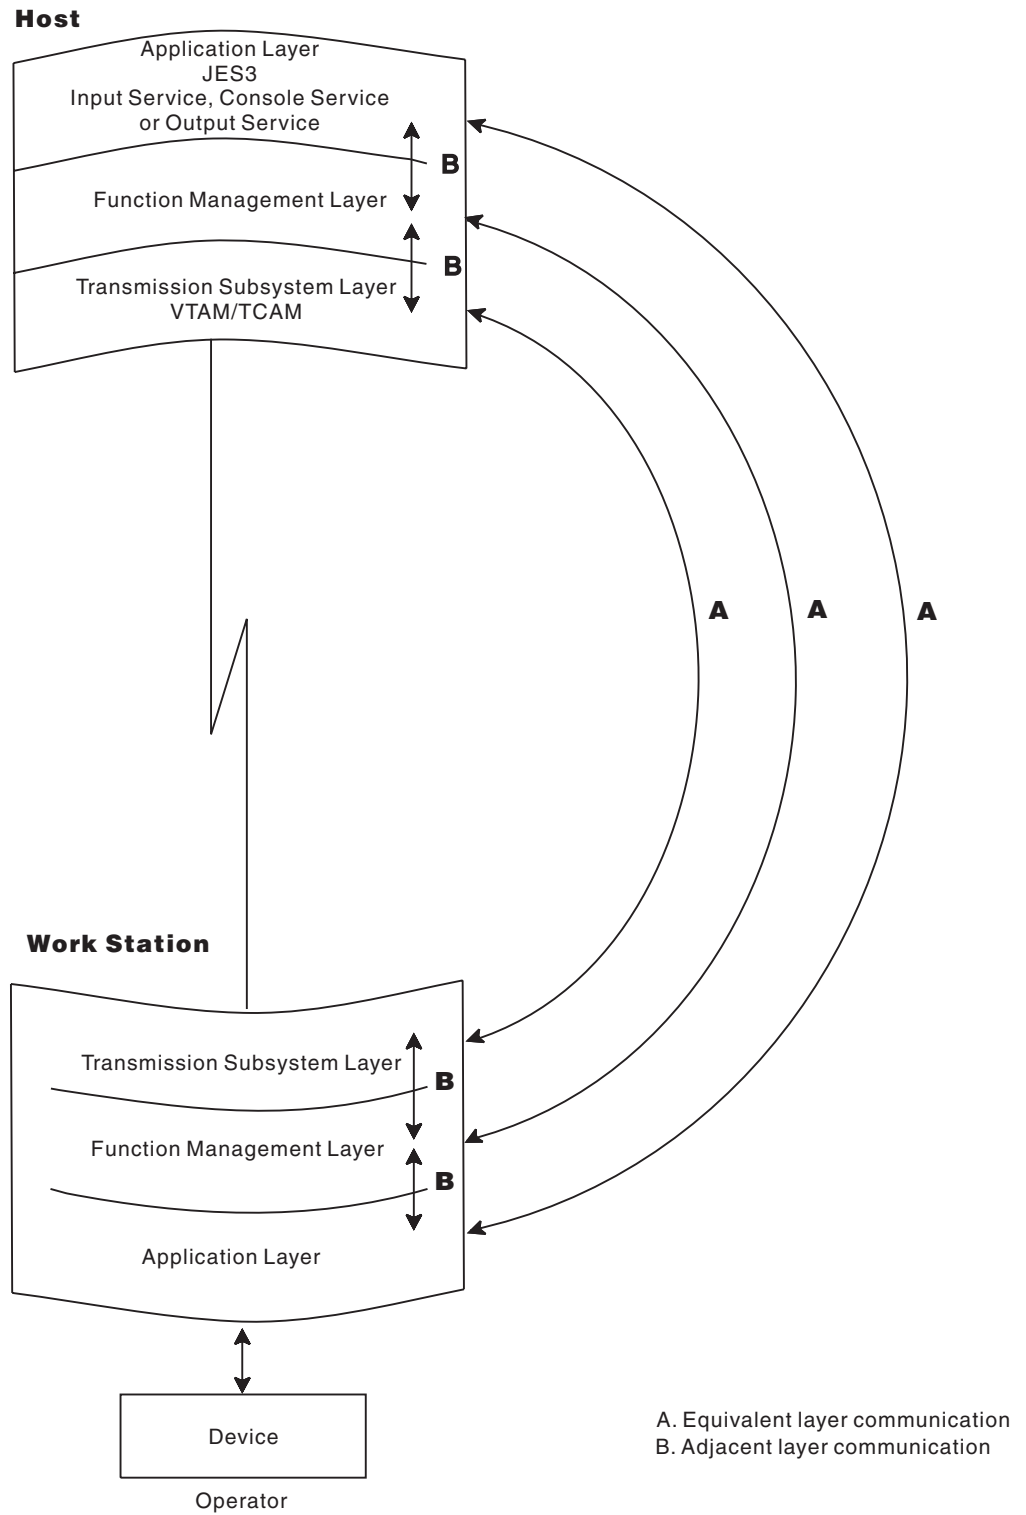 Host
Application Layer
JES3
Input Service, Console Service
or Output Service
B
Function Management Layer
B
Transmission Subsystem Layer
VTAM/TCAM
A
A
A
Work Station
Transmission Subsystem Layer
B
Function Management Layer
B
Application Layer
Device
Operator
A. Equivalent layer communication
B. Adjacent layer communication